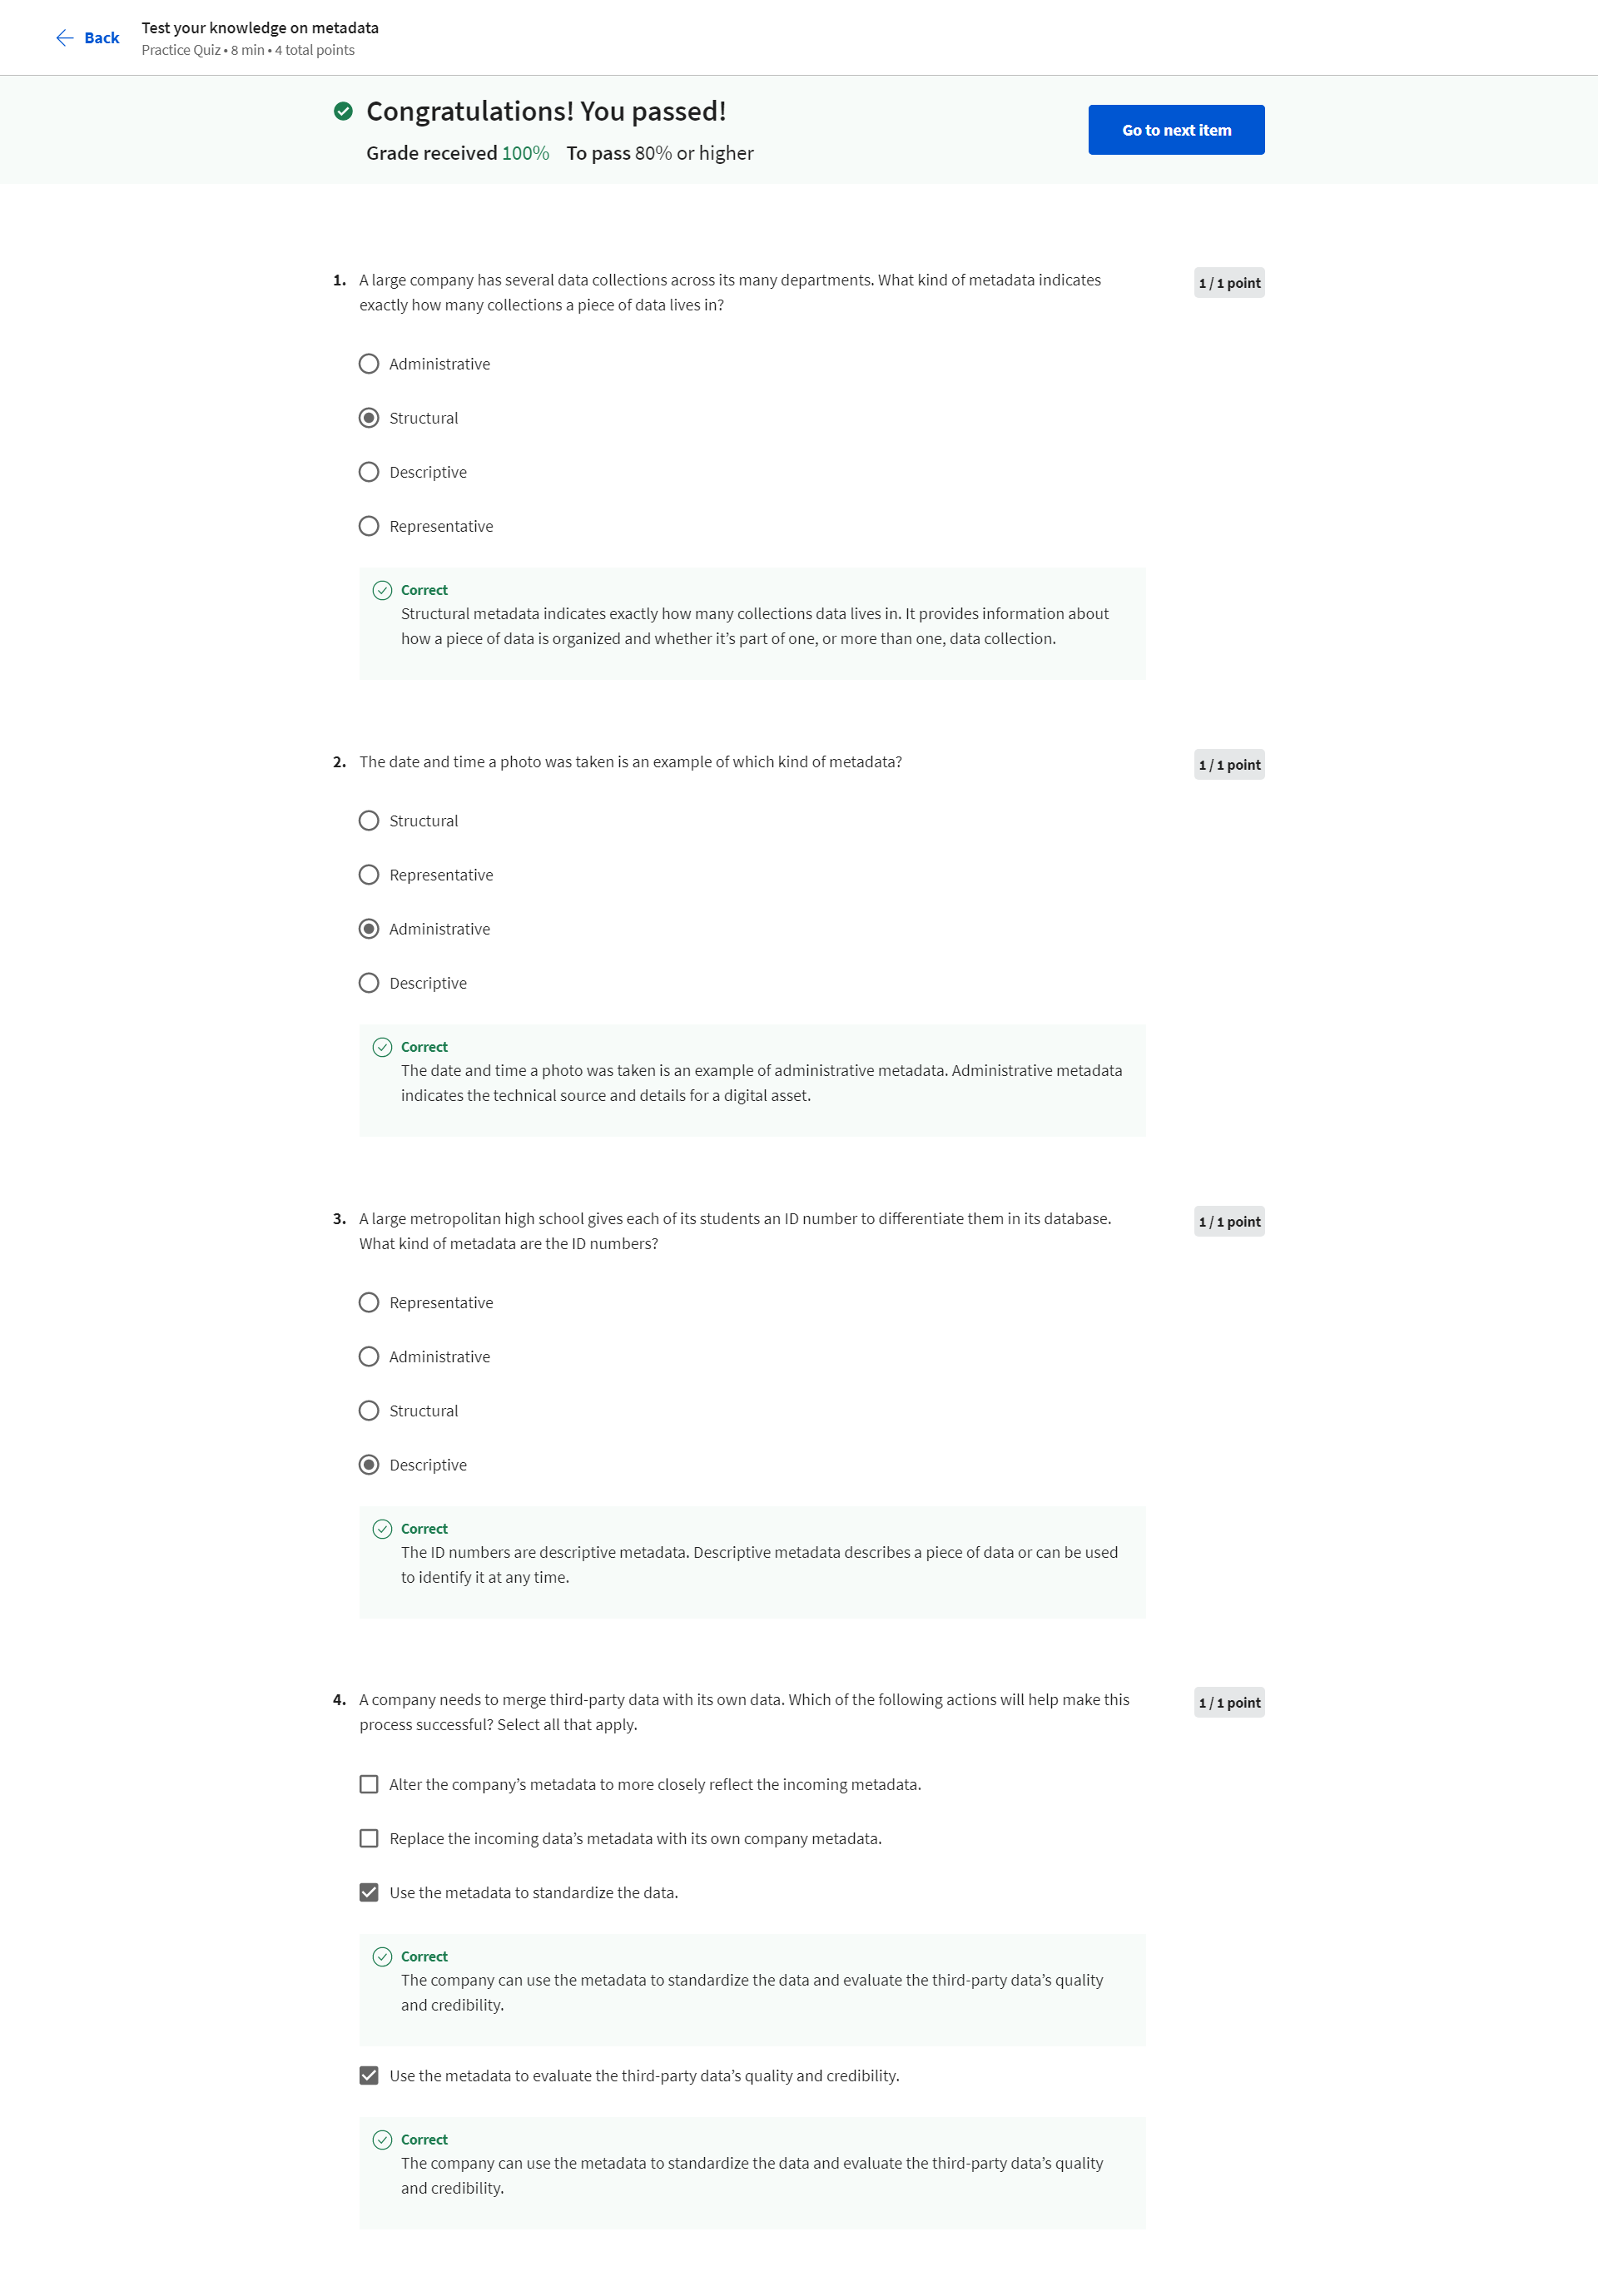 Back
Test your knowledge on metadata
Practice Quiz • 8 min • 4 total points
Congratulations! You passed!
Grade received 100% To pass 80% or higher
Go to next item
1. A large company has several data collections across its many departments. What kind of metadata indicates
exactly how many collections a piece of data lives in?
1 / 1 point
Administrative
Structural
Descriptive
Representative
Correct
Structural metadata indicates exactly how many collections data lives in. It provides information about
how a piece of data is organized and whether it’s part of one, or more than one, data collection.
2. The date and time a photo was taken is an example of which kind of metadata?
1 / 1 point
Structural
Representative
Administrative
Descriptive
Correct
The date and time a photo was taken is an example of administrative metadata. Administrative metadata
indicates the technical source and details for a digital asset.
3. A large metropolitan high school gives each of its students an ID number to differentiate them in its database.
What kind of metadata are the ID numbers?
1 / 1 point
Representative
Administrative
Structural
Descriptive
Correct
The ID numbers are descriptive metadata. Descriptive metadata describes a piece of data or can be used
to identify it at any time.
4. A company needs to merge third-party data with its own data. Which of the following actions will help make this
process successful? Select all that apply.
1 / 1 point
Alter the company’s metadata to more closely reflect the incoming metadata.
Replace the incoming data’s metadata with its own company metadata.
Use the metadata to standardize the data.
Correct
The company can use the metadata to standardize the data and evaluate the third-party data’s quality
and credibility.
Use the metadata to evaluate the third-party data’s quality and credibility.
Correct
The company can use the metadata to standardize the data and evaluate the third-party data’s quality
and credibility.